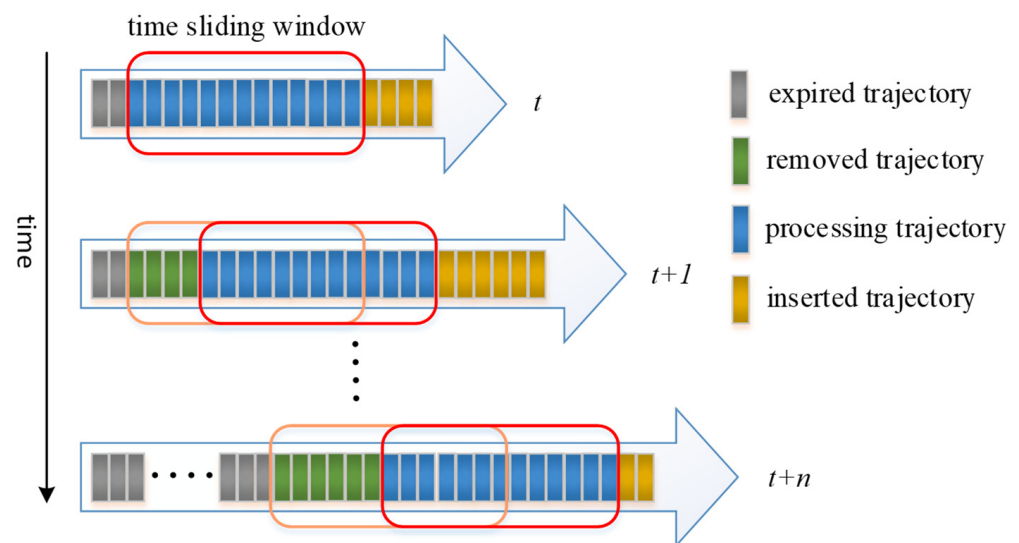 time sliding window
t
expired trajectory
removed trajectory
processing trajectory
inserted trajectory
time
t+1
t+n